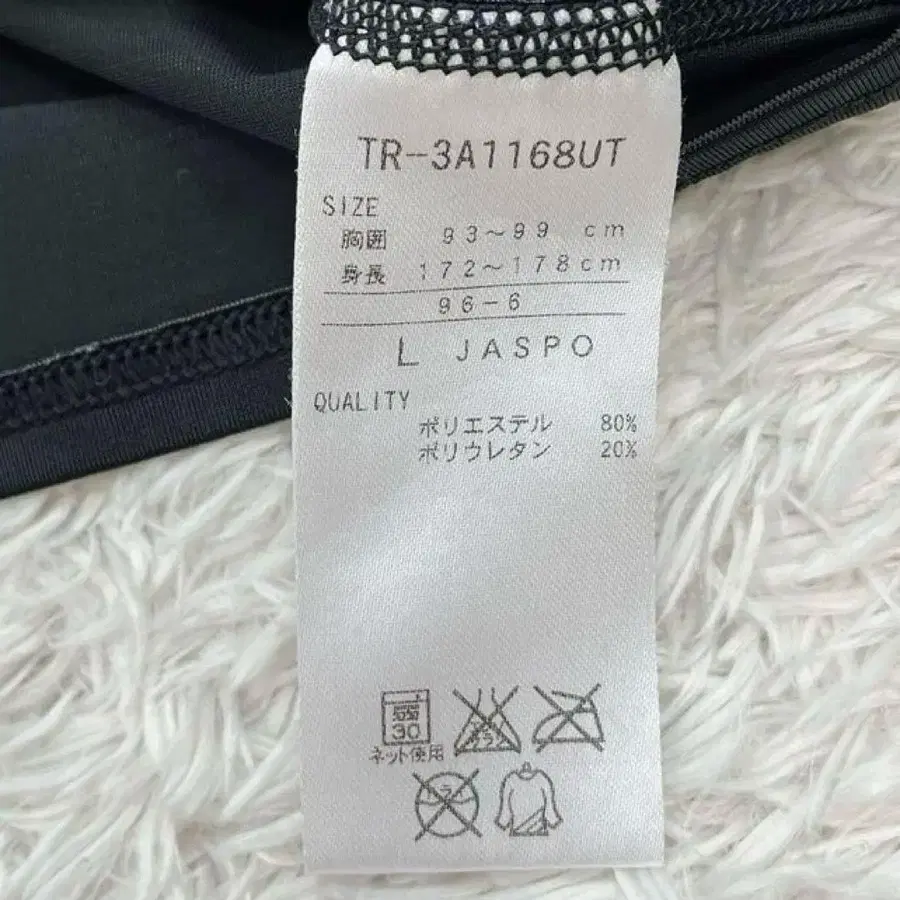 TR-3A1168UT
SIZE
胸囲 93〜99 cm
身長 172〜178cm
96-6
L JASPO
QUALITY
ポリエステル 80%
ポリウレタン 20%
30
ネット使用